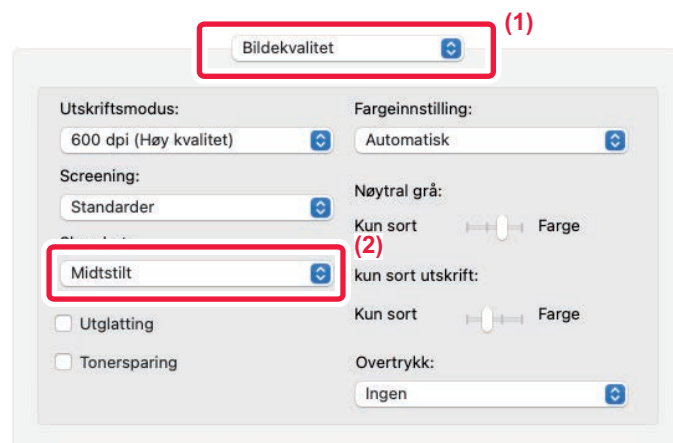 (1)
Bildekvalitet
Utskriftsmodus:
600 dpi (Høy kvalitet)
Screening:
Standarder
(2)
Midtstilt
Utglatting
Tonersparing
Fargeinnstilling:
Automatisk
Nøytral grå:
Kun sort Farge
kun sort utskrift:
Kun sort Farge
Overtrykk:
Ingen